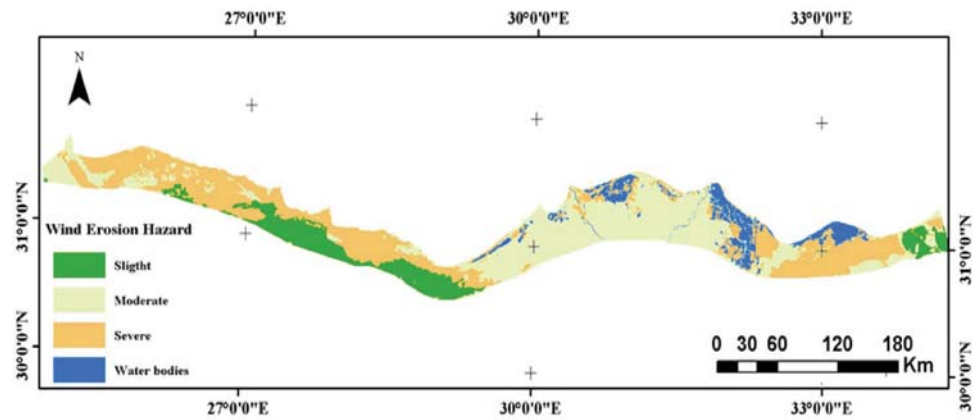 27°0'0"E 30°0'0"E 33°0'0"E
N
31°0'0"N
31°0'0"N
Wind Erosion Hazard
Sligtht
Moderate
Severe
Water bodies
0 30 60 120 180
Km
30°0'0"N
30°0'0"N
27°0'0"E 30°0'0"E 33°0'0"E